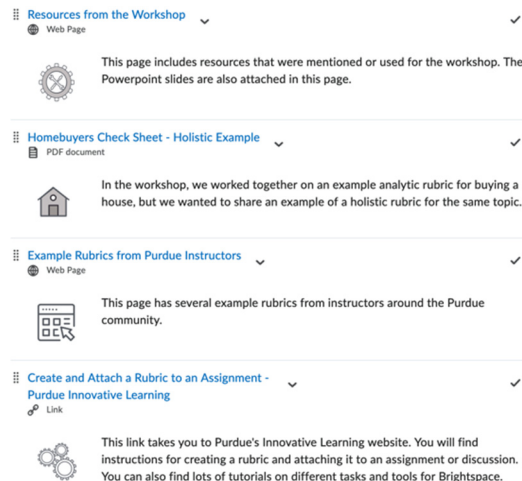 Resources from the Workshop
Web Page
This page includes resources that were mentioned or used for the workshop. The
Powerpoint slides are also attached in this page.
Homebuyers Check Sheet - Holistic Example
PDF document
In the workshop, we worked together on an example analytic rubric for buying a
house, but we wanted to share an example of a holistic rubric for the same topic.
Example Rubrics from Purdue Instructors
Web Page
This page has several example rubrics from instructors around the Purdue
community.
Create and Attach a Rubric to an Assignment -
Purdue Innovative Learning
Link
This link takes you to Purdue's Innovative Learning website. You will find
instructions for creating a rubric and attaching it to an assignment or discussion.
You can also find lots of tutorials on different tasks and tools for Brightspace.